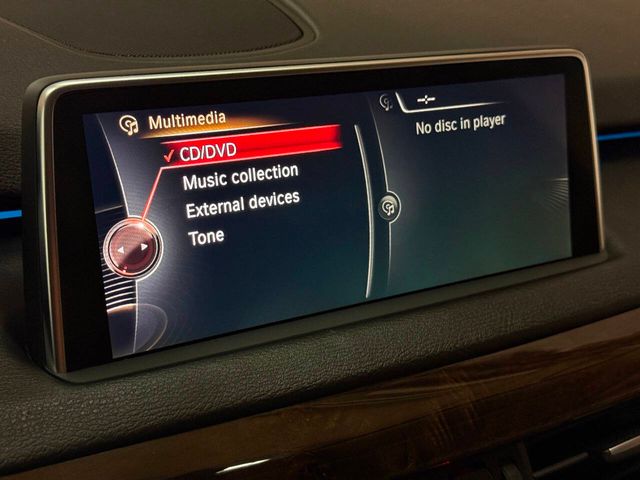 Multimedia
CD/DVD
Music collection
External devices
Tone
No disc in player